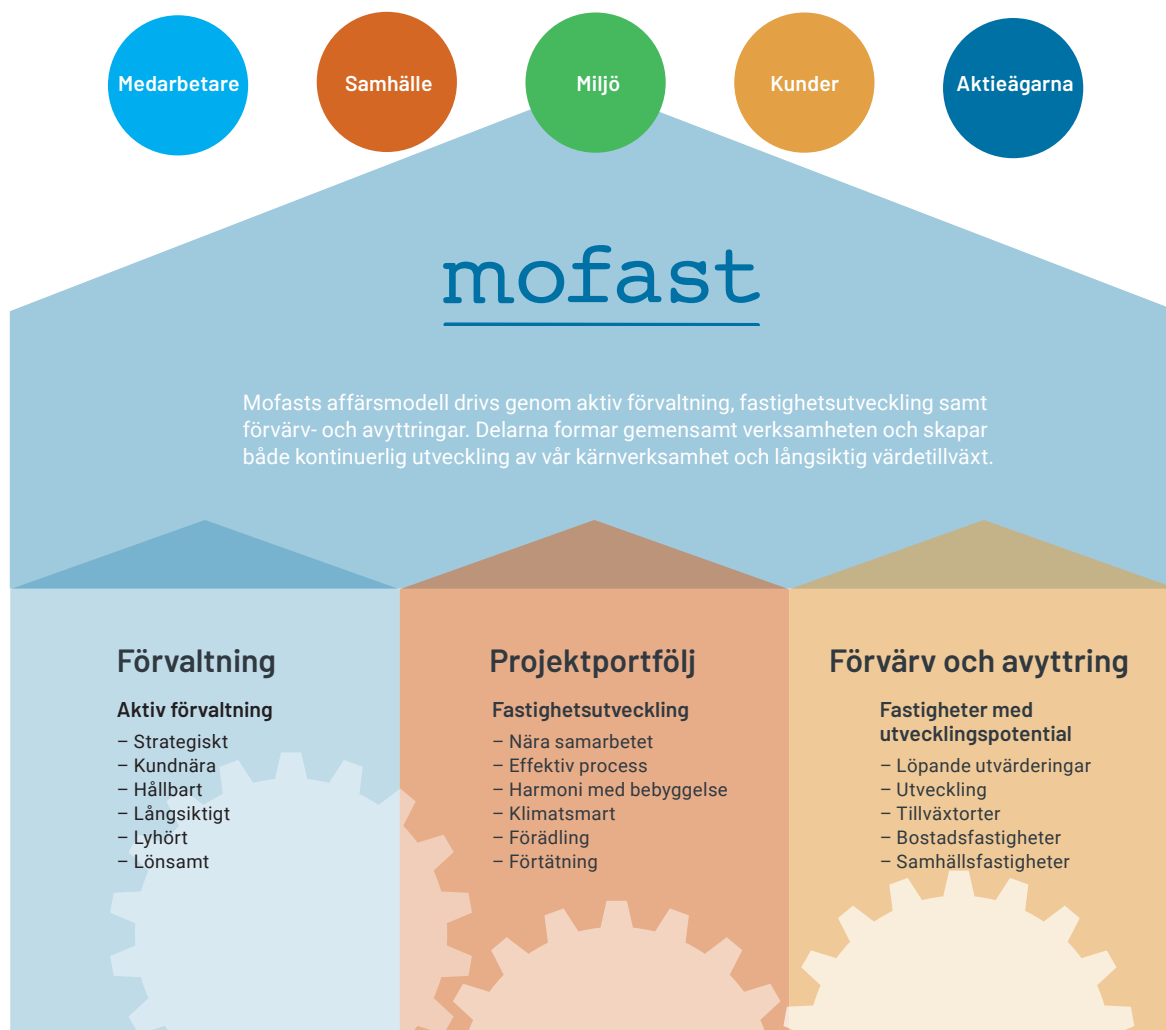 Medarbetare
Samhälle
Miljö
Kunder
Aktieägarna
mofast
Mofasts affärsmodell drivs genom aktiv förvaltning, fastighetsutveckling samt
förvärv- och avyttringar. Delarna formar gemensamt verksamheten och skapar
både kontinuerlig utveckling av vår kärnverksamhet och långsiktig värdetillväxt.
Förvaltning
Aktiv förvaltning
– Strategiskt
– Kundnära
– Hållbart
– Långsiktigt
– Lyhört
– Lönsamt
Projektportfölj
Fastighetsutveckling
– Nära samarbetet
– Effektiv process
– Harmoni med bebyggelse
– Klimatsmart
– Förädling
– Förtätning
Förvärv och avyttring
Fastigheter med
utvecklingspotential
– Löpande utvärderingar
– Utveckling
– Tillväxtorter
– Bostadsfastigheter
– Samhällsfastigheter